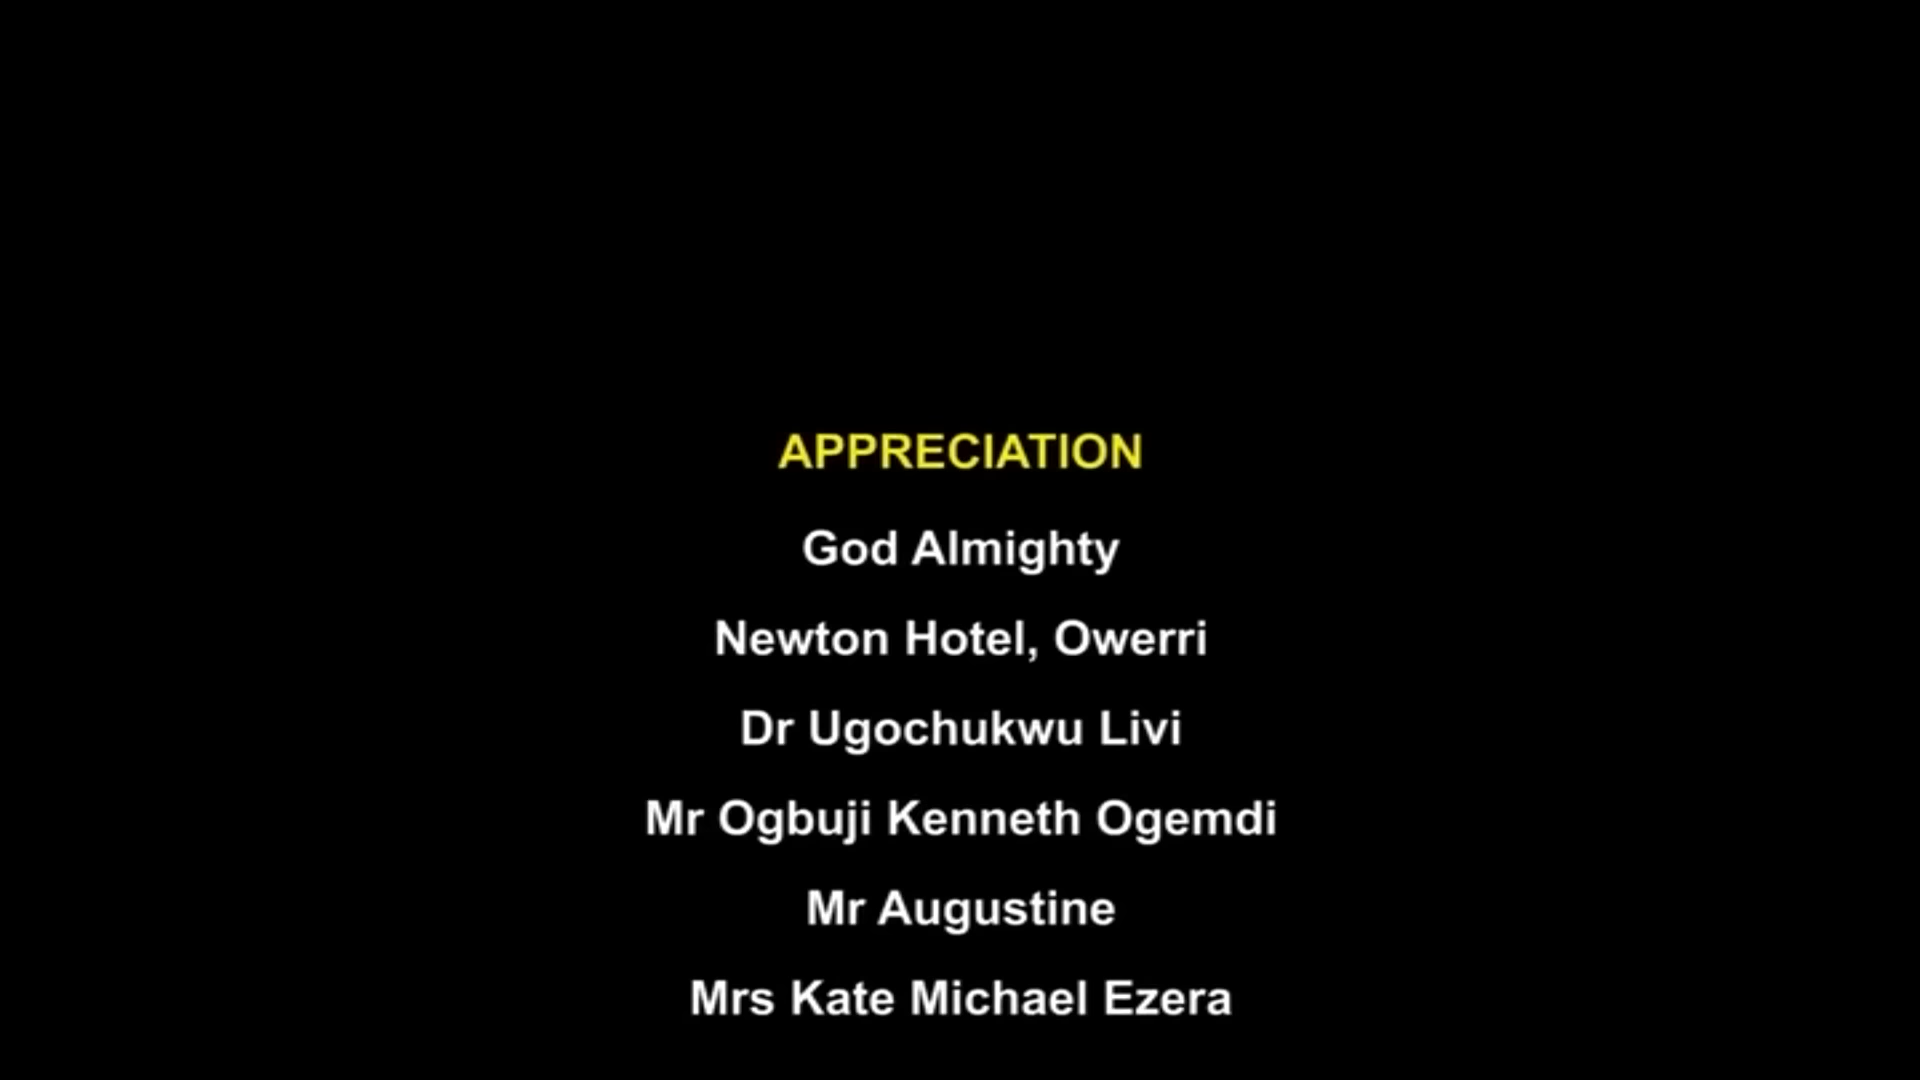 APPRECIATION
God Almighty
Newton Hotel, Owerri
Dr Ugochukwu Livi
Mr Ogbuji Kenneth Ogemdi
Mr Augustine
Mrs Kate Michael Ezera